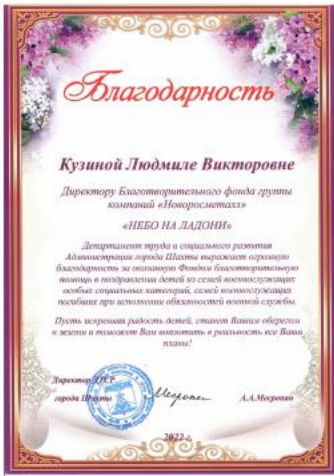 Благодарность
Кузиной Людмиле Викторовне
Директору Благотворительного фонда группы
компаний «Новоросметалл»
«НЕБО НА ЛАДОНИ»
Департамент труда и социального развития
Администрации города Шахты выражает огромную
благодарность за оказанную Фондом благотворительную
помощь в поздравлении детей из семей военнослужащих
особых социальных категорий, семей военнослужащих
погибших при исполнении обязанностей военной службы.
Пусть искренняя радость детей, станет Вашим оберегом
в жизни и поможет Вам воплотить в реальность все Ваши
планы!
Директор
города Шахты А.А.Месропян
2022 г.